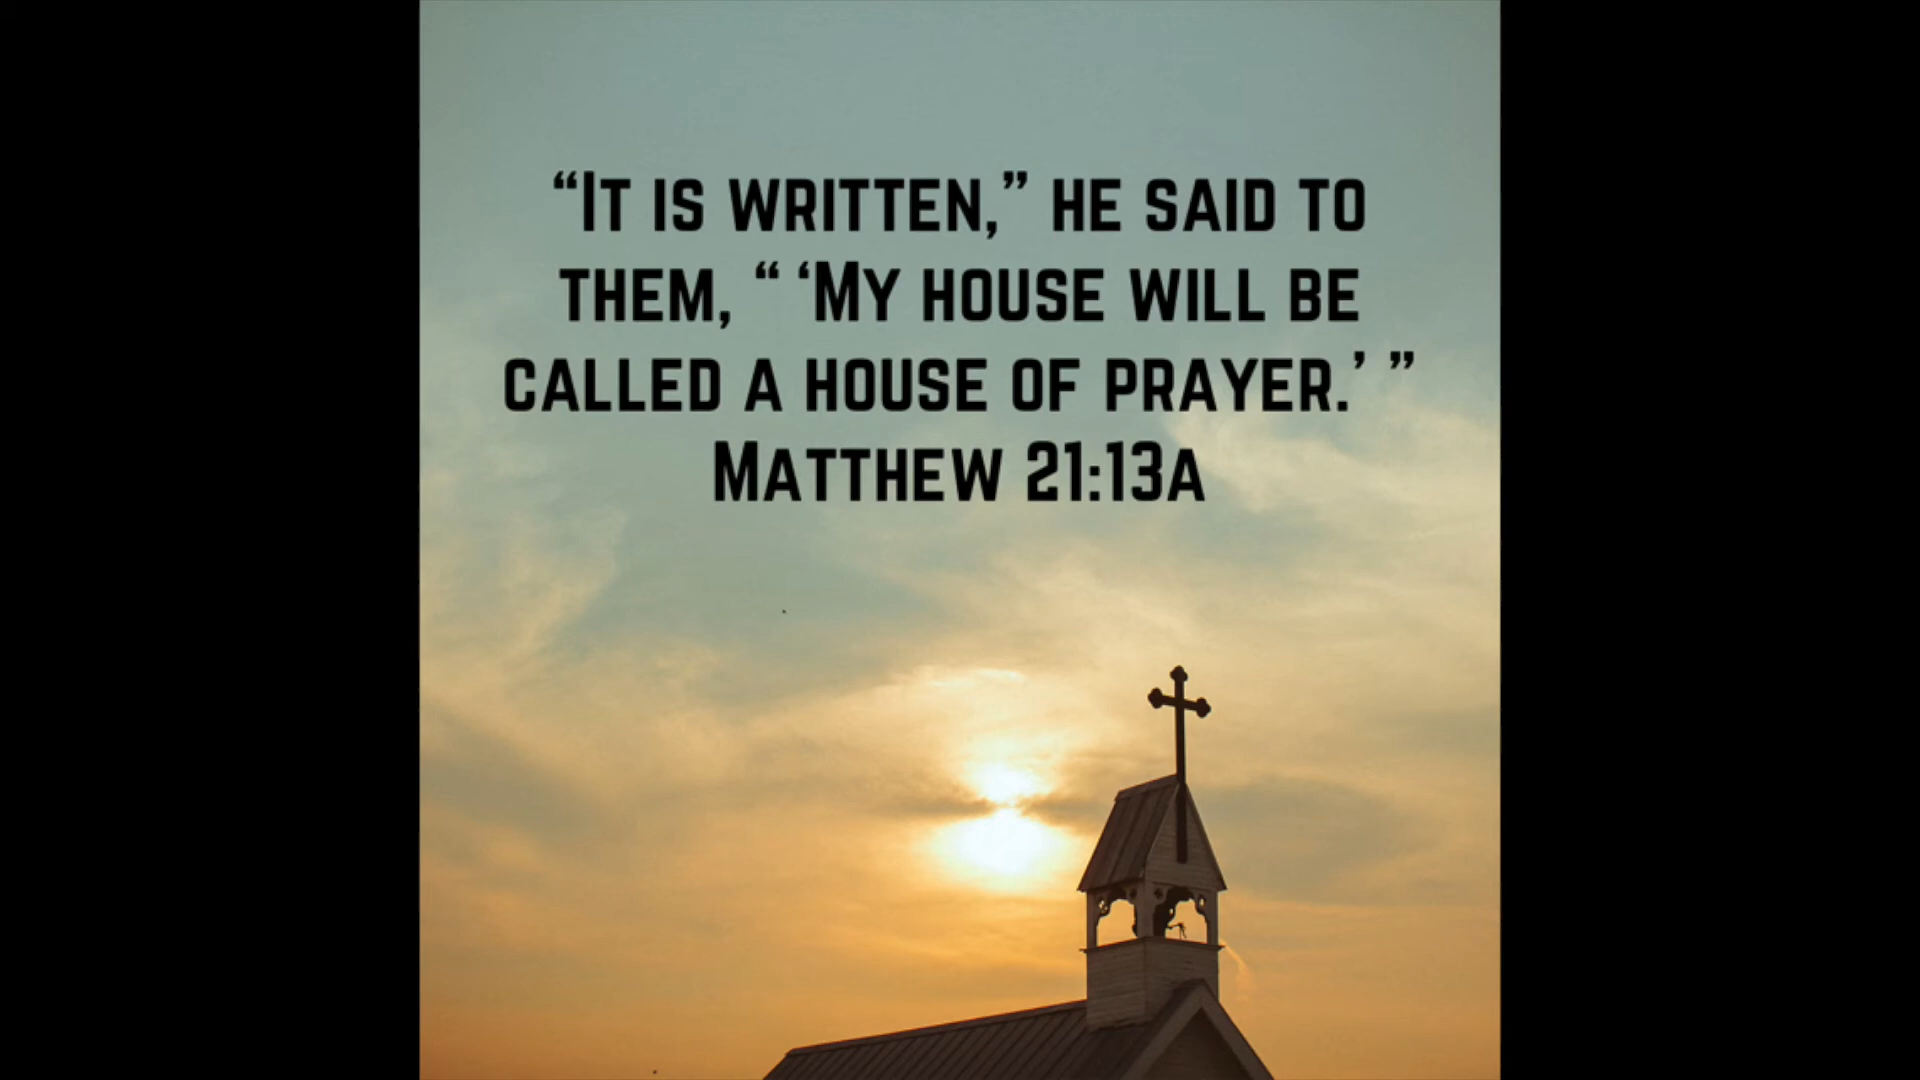 “It is written,” he said to
them, “ ‘My house will be
called a house of prayer.’ ”
Matthew 21:13a